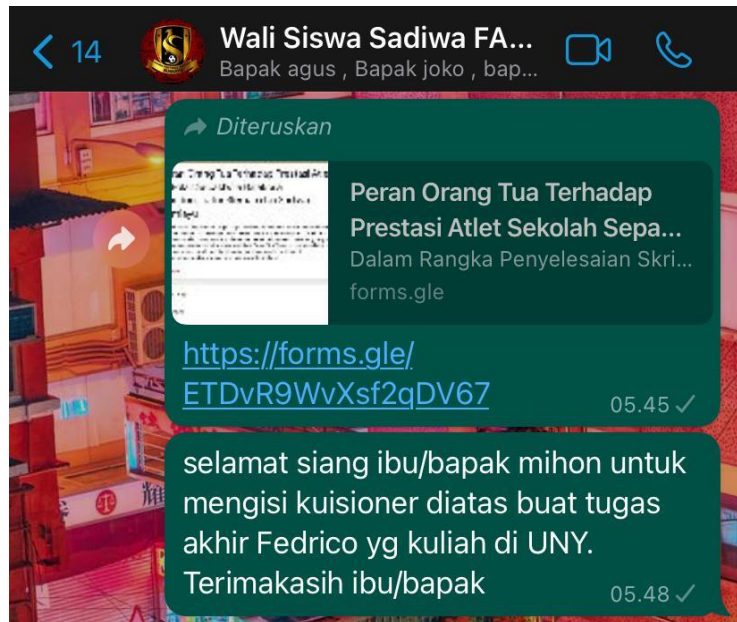 14
Wali Siswa Sadiwa FA...
Bapak agus , Bapak joko , bap...
Diteruskan
Peran Orang Tua Terhadap
Prestasi Atlet Sekolah Sepa...
Dalam Rangka Penyelesaian Skri...
forms.gle
https://forms.gle/
ETDvR9WvXsf2qDV67
05.45
selamat siang ibu/bapak mihon untuk
mengisi kuisioner diatas buat tugas
akhir Fedrico yg kuliah di UNY.
Terimakasih ibu/bapak
05.48